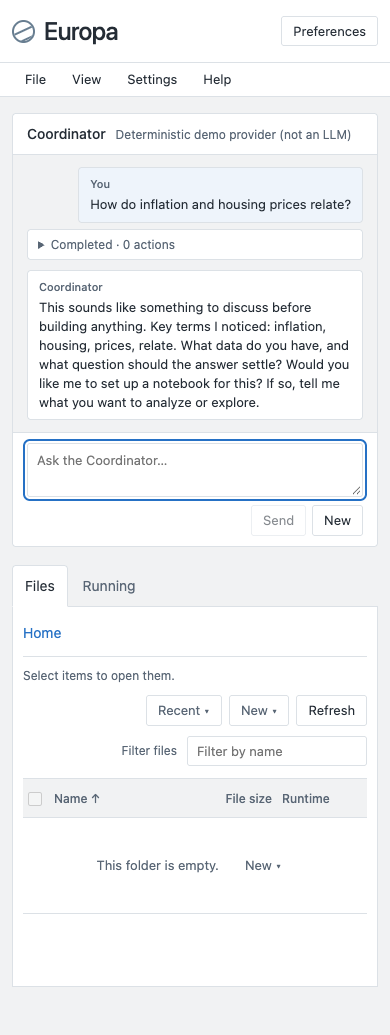 Europa
Preferences
File View Settings Help
Coordinator Deterministic demo provider (not an LLM)
You
How do inflation and housing prices relate?
▶ Completed · 0 actions
Coordinator
This sounds like something to discuss before
building anything. Key terms I noticed: inflation,
housing, prices, relate. What data do you have, and
what question should the answer settle? Would you
like me to set up a notebook for this? If so, tell me
what you want to analyze or explore.
Ask the Coordinator...
Send New
Files Running
Home
Select items to open them.
Recent ▾ New ▾ Refresh
Filter files Filter by name
Name ↑ File size Runtime
This folder is empty. New ▾